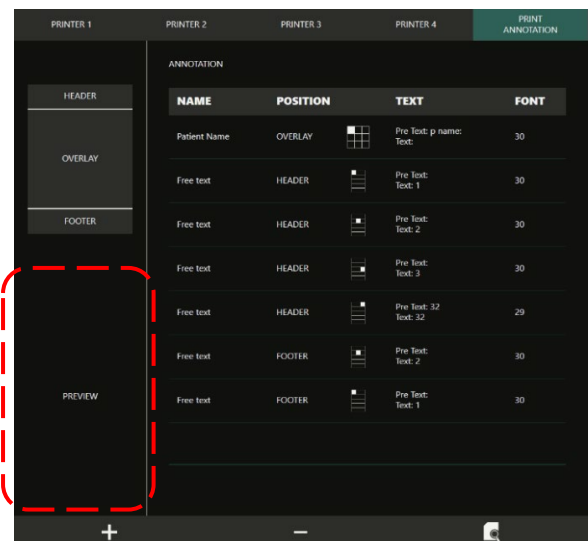 PRINTER 1
PRINTER 2
PRINTER 3
PRINTER 4
PRINT
ANNOTATION
ANNOTATION
HEADER
OVERLAY
FOOTER
PREVIEW
NAME POSITION TEXT FONT
Patient Name OVERLAY Pre Text: p name: 30
Text:
Free text HEADER Pre Text: 30
Text: 1
Free text HEADER Pre Text: 30
Text: 2
Free text HEADER Pre Text: 30
Text: 3
Free text HEADER Pre Text: 32 29
Text: 32
Free text FOOTER Pre Text: 30
Text: 2
Free text FOOTER Pre Text: 30
Text: 1